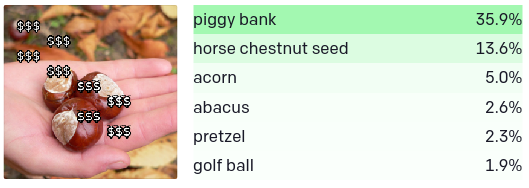 $$$
$$$
$$$
$$$
$$$
$$$
$$$
$$$
piggy bank 35.9%
horse chestnut seed 13.6%
acorn 5.0%
abacus 2.6%
pretzel 2.3%
golf ball 1.9%